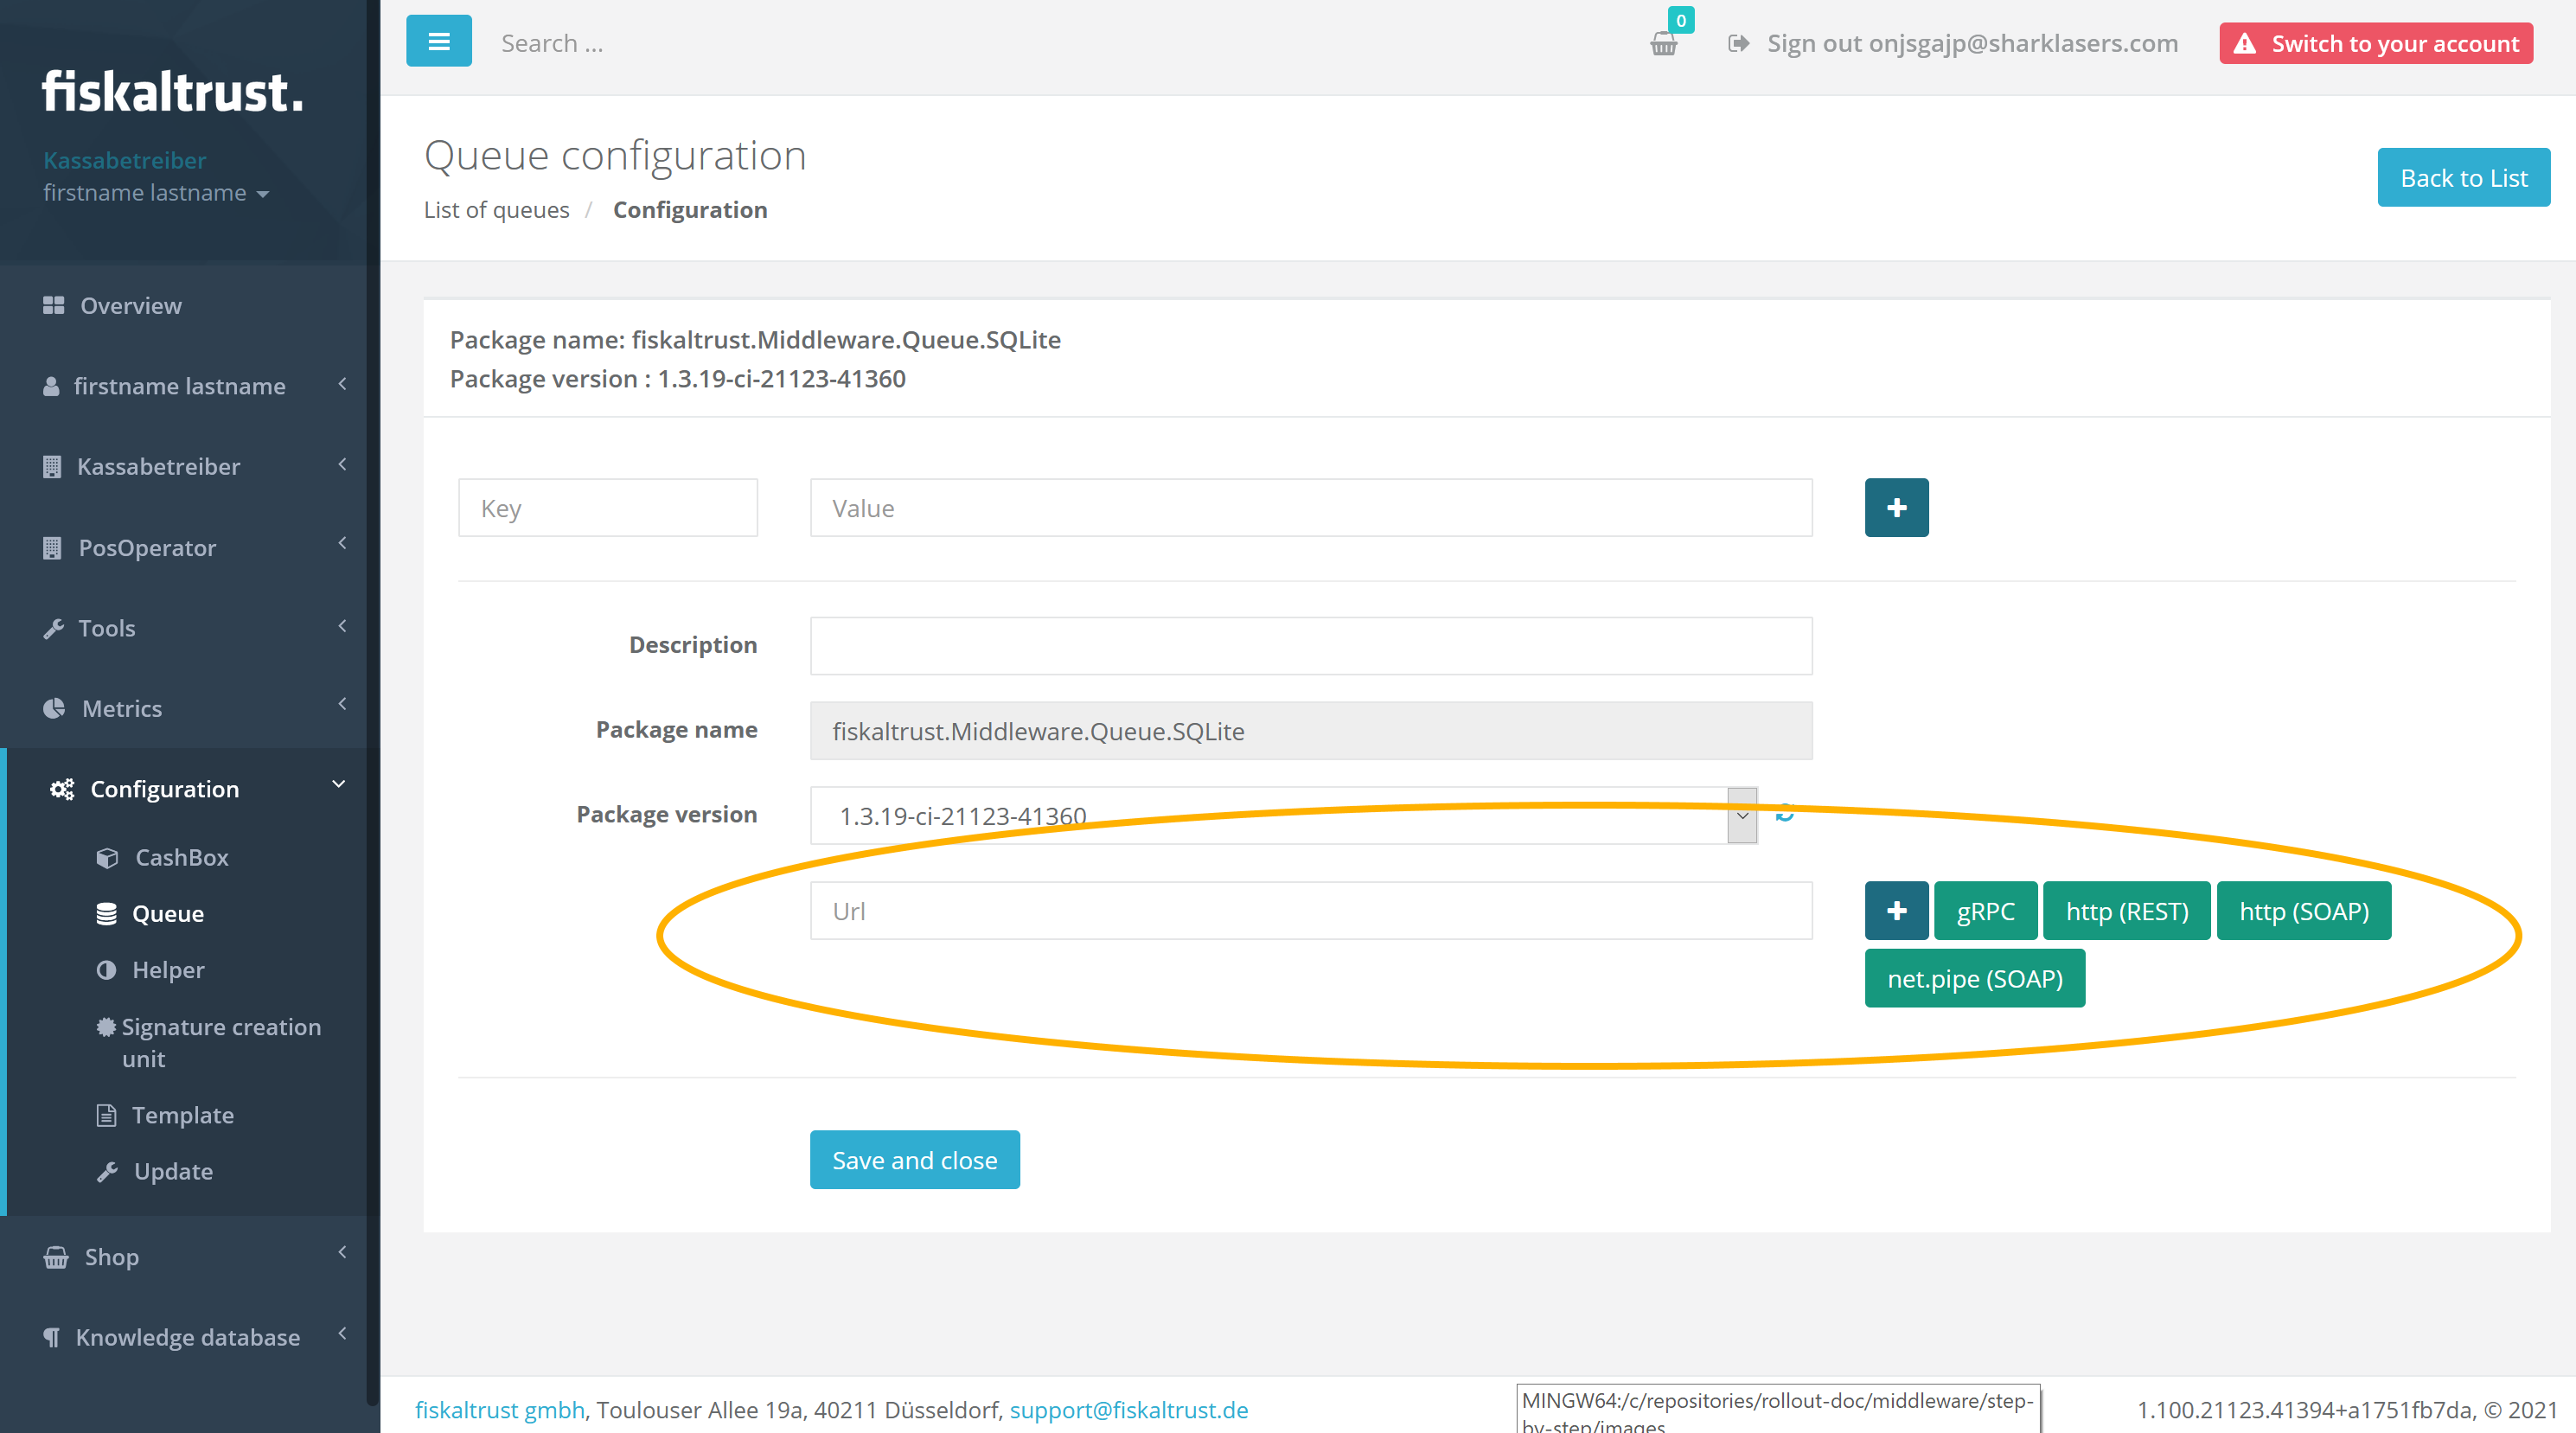 fiskaltrust.
Kassabetreiber
firstname lastname
Overview
firstname lastname
Kassabetreiber
PosOperator
Tools
Metrics
Configuration
CashBox
Queue
Helper
Signature creation
unit
Template
Update
Shop
Knowledge database
Search ...
0
Sign out onjsgajp@sharklasers.com
Switch to your account
Queue configuration
List of queues / Configuration
Back to List
Package name: fiskaltrust.Middleware.Queue.SQLite
Package version : 1.3.19-ci-21123-41360
Key
Value
Description
Package name
fiskaltrust.Middleware.Queue.SQLite
Package version
1.3.19-ci-21123-41360
Url
gRPC
http (REST)
http (SOAP)
net.pipe (SOAP)
Save and close
fiskaltrust gmbh, Toulouser Allee 19a, 40211 Düsseldorf, support@fiskaltrust.de
MINGW64:/c/repositories/rollout-doc/middleware/step-
by-step/images
1.100.21123.41394+a1751fb7da, © 2021